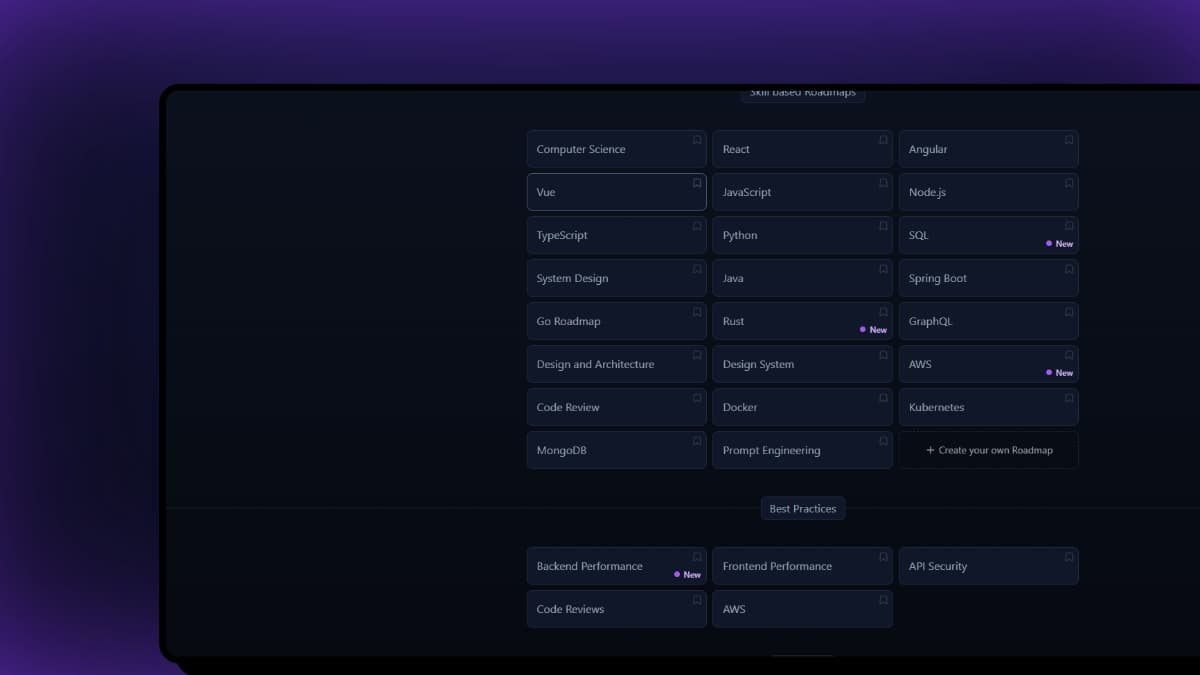 Skill based Roadmaps
Computer Science
React
Angular
Vue
JavaScript
Node.js
TypeScript
Python
SQL
New
System Design
Java
Spring Boot
Go Roadmap
Rust
New
GraphQL
Design and Architecture
Design System
AWS
New
Code Review
Docker
Kubernetes
MongoDB
Prompt Engineering
+ Create your own Roadmap
Best Practices
Backend Performance
New
Frontend Performance
API Security
Code Reviews
AWS